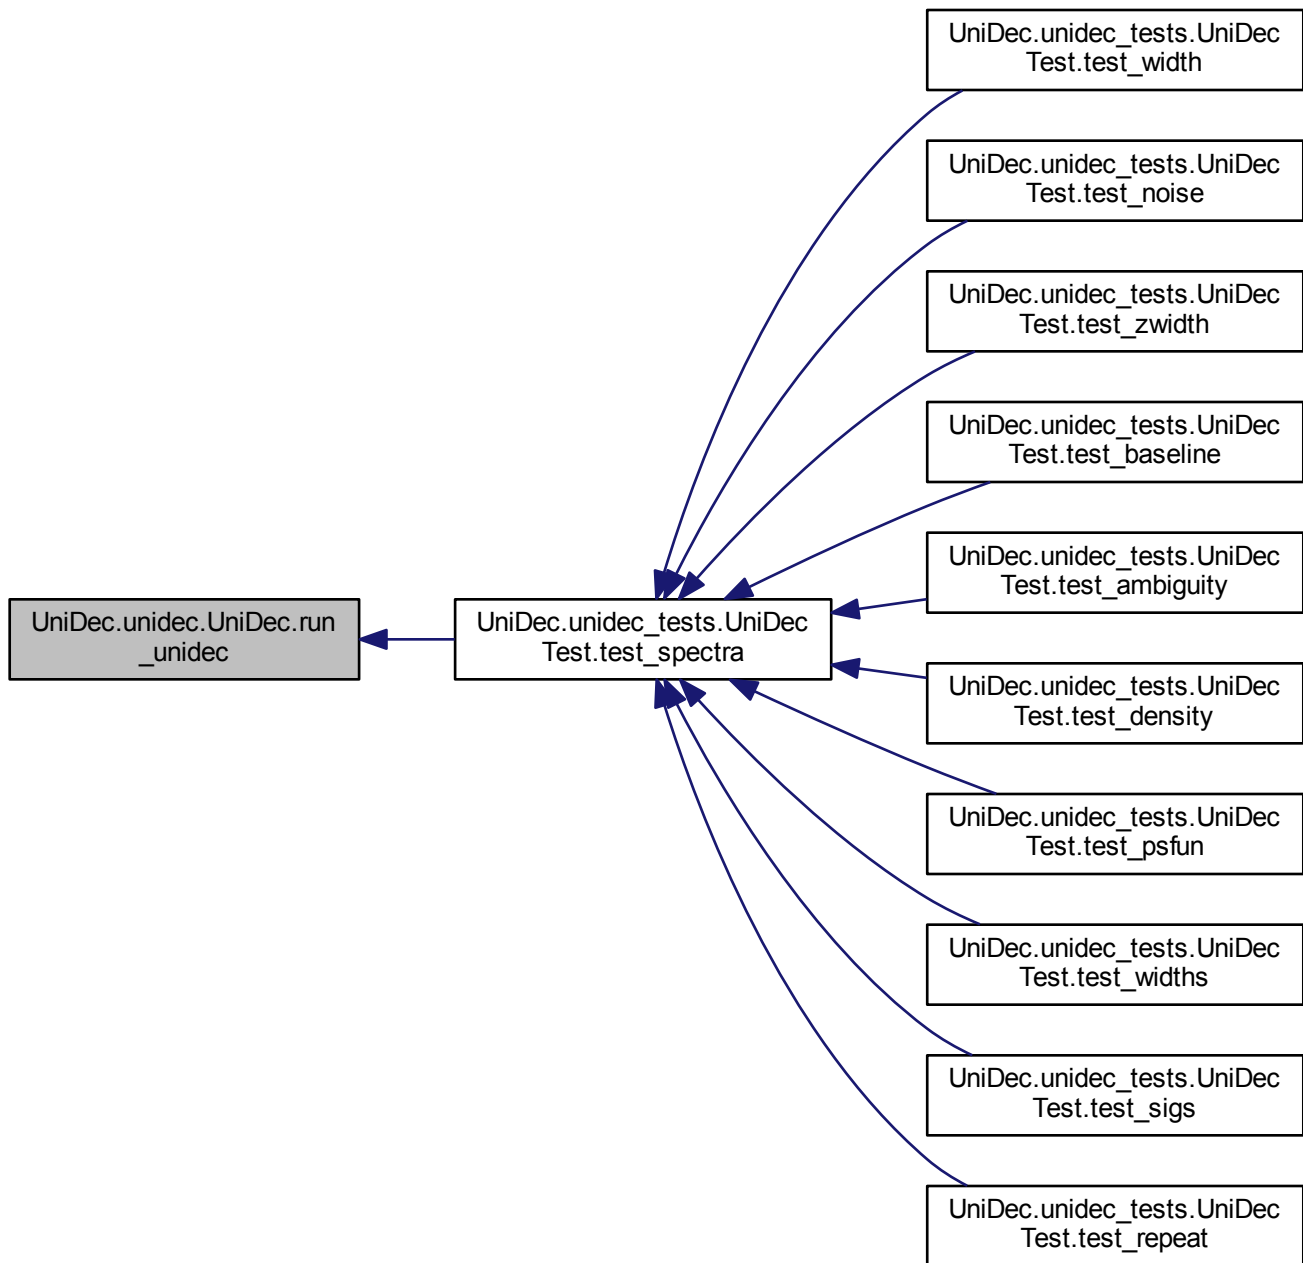 UniDec.unidec_tests.UniDec
Test.test_width
UniDec.unidec_tests.UniDec
Test.test_noise
UniDec.unidec_tests.UniDec
Test.test_zwidth
UniDec.unidec_tests.UniDec
Test.test_baseline
UniDec.unidec_tests.UniDec
Test.test_ambiguity
UniDec.unidec.UniDec.run
_unidec
UniDec.unidec_tests.UniDec
Test.test_spectra
UniDec.unidec_tests.UniDec
Test.test_density
UniDec.unidec_tests.UniDec
Test.test_psfun
UniDec.unidec_tests.UniDec
Test.test_widths
UniDec.unidec_tests.UniDec
Test.test_sigs
UniDec.unidec_tests.UniDec
Test.test_repeat